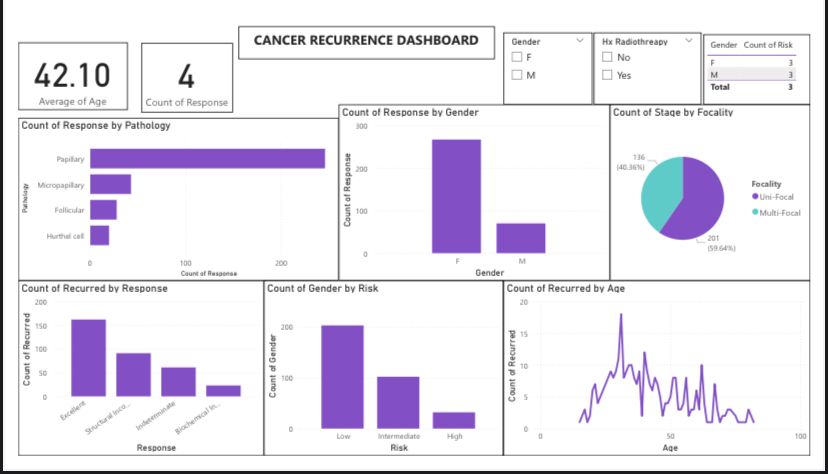 CANCER RECURRENCE DASHBOARD
42.10
Average of Age
4
Count of Response
Gender
F
M
Hx Radiothreapy
No
Yes
Gender Count of Risk
F 3
M 3
Total 3
Count of Response by Pathology
Pathology
Papillary
Micropapillary
Follicular
Hurthel cell
0 100 200
Count of Response
Count of Response by Gender
Count of Response
300
200
100
0
F M
Gender
Count of Stage by Focality
136
(40.36%)
201
(59.64%)
Focality
Uni-Focal
Multi-Focal
Count of Recurred by Response
Count of Recurred
200
150
100
50
0
Excellent
Structural Inco...
Indeterminate
Biochemical In...
Response
Count of Gender by Risk
Count of Gender
200
100
0
Low Intermediate High
Risk
Count of Recurred by Age
Count of Recurred
20
15
10
5
0
0 50 100
Age